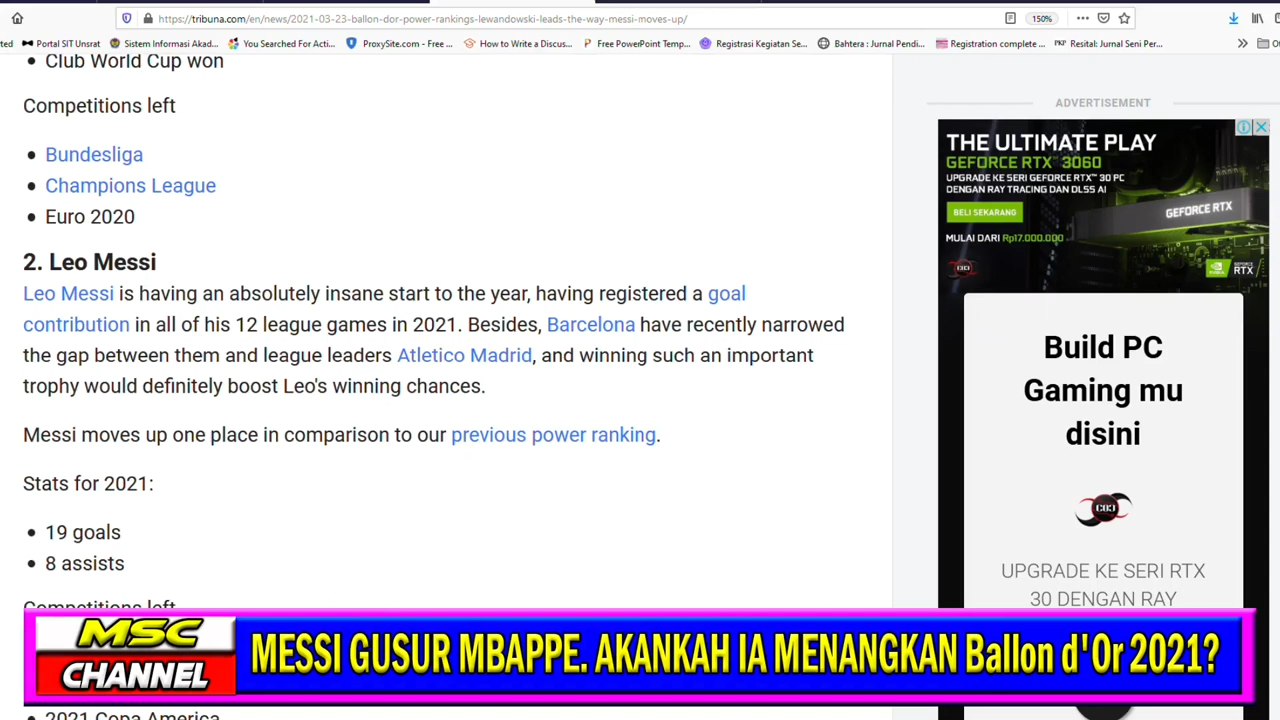 https://tribuna.com/en/news/2021-03-23-ballon-dor-power-rankings-lewandowski-leads-the-way-messi-moves-up/
150%
ted
Portal SIT Unsrat
Sistem Informasi Akad...
You Searched For Acti...
ProxySite.com - Free ...
How to Write a Discus...
Free PowerPoint Temp...
Registrasi Kegiatan Se...
Bahtera : Jurnal Pendi...
Registration complete ...
Resital: Jurnal Seni Per...
• Club World Cup won
Competitions left
• Bundesliga
• Champions League
• Euro 2020
2. Leo Messi
Leo Messi is having an absolutely insane start to the year, having registered a goal
contribution in all of his 12 league games in 2021. Besides, Barcelona have recently narrowed
the gap between them and league leaders Atletico Madrid, and winning such an important
trophy would definitely boost Leo's winning chances.
Messi moves up one place in comparison to our previous power ranking.
Stats for 2021:
• 19 goals
• 8 assists
Competitions left
2021 Copa America
ADVERTISEMENT
THE ULTIMATE PLAY
GEFORCE RTX™ 3060
UPGRADE KE SERI GEFORCE RTX™ 30 PC
DENGAN RAY TRACING DAN DLSS AI
BELI SEKARANG
GEFORCE RTX
MULAI DARI Rp17.000.000
GEFORCE
RTX
Build PC
Gaming mu
disini
UPGRADE KE SERI RTX
30 DENGAN RAY
MSC
CHANNEL
MESSI GUSUR MBAPPE. AKANKAH IA MENANGKAN Ballon d'Or 2021?